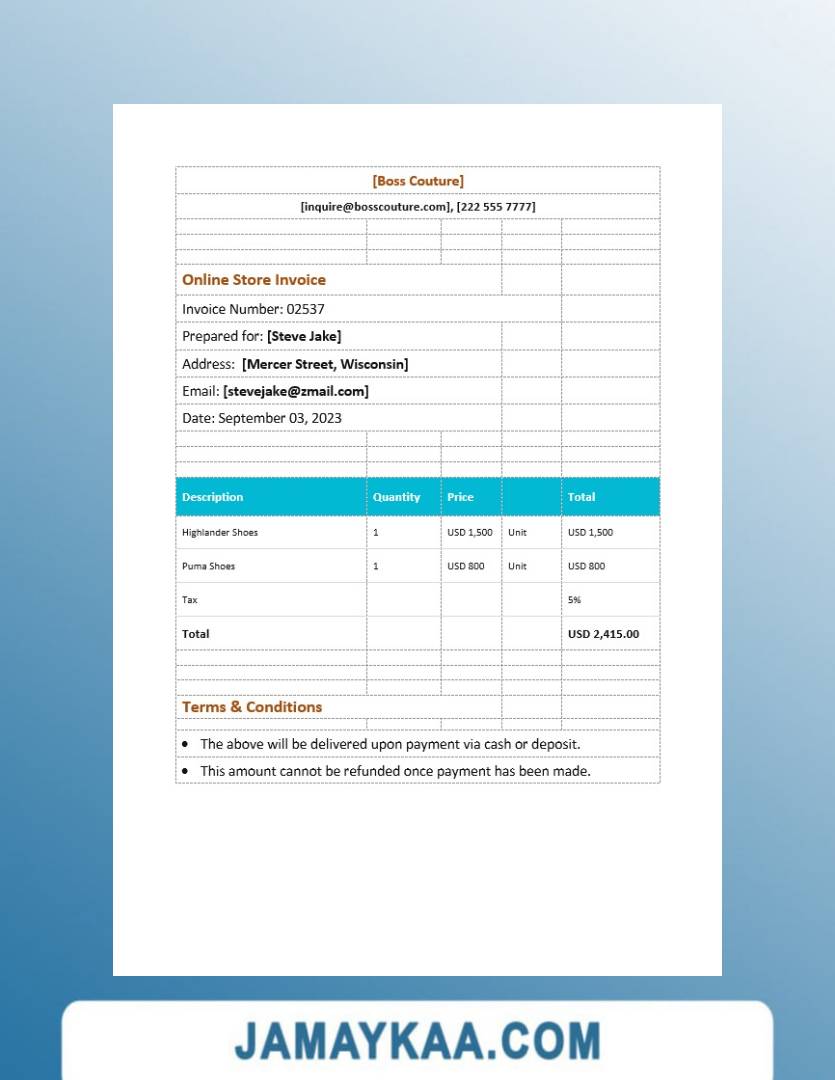 [Boss Couture]
[inquire@bosscouture.com], [222 555 7777]
Online Store Invoice
Invoice Number: 02537
Prepared for: [Steve Jake]
Address: [Mercer Street, Wisconsin]
Email: [stevejake@zmail.com]
Date: September 03, 2023
Description Quantity Price Total
Highlander Shoes 1 USD 1,500 Unit USD 1,500
Puma Shoes 1 USD 800 Unit USD 800
Tax 5%
Total USD 2,415.00
Terms & Conditions
• The above will be delivered upon payment via cash or deposit.
• This amount cannot be refunded once payment has been made.
JAMAYKAA.COM